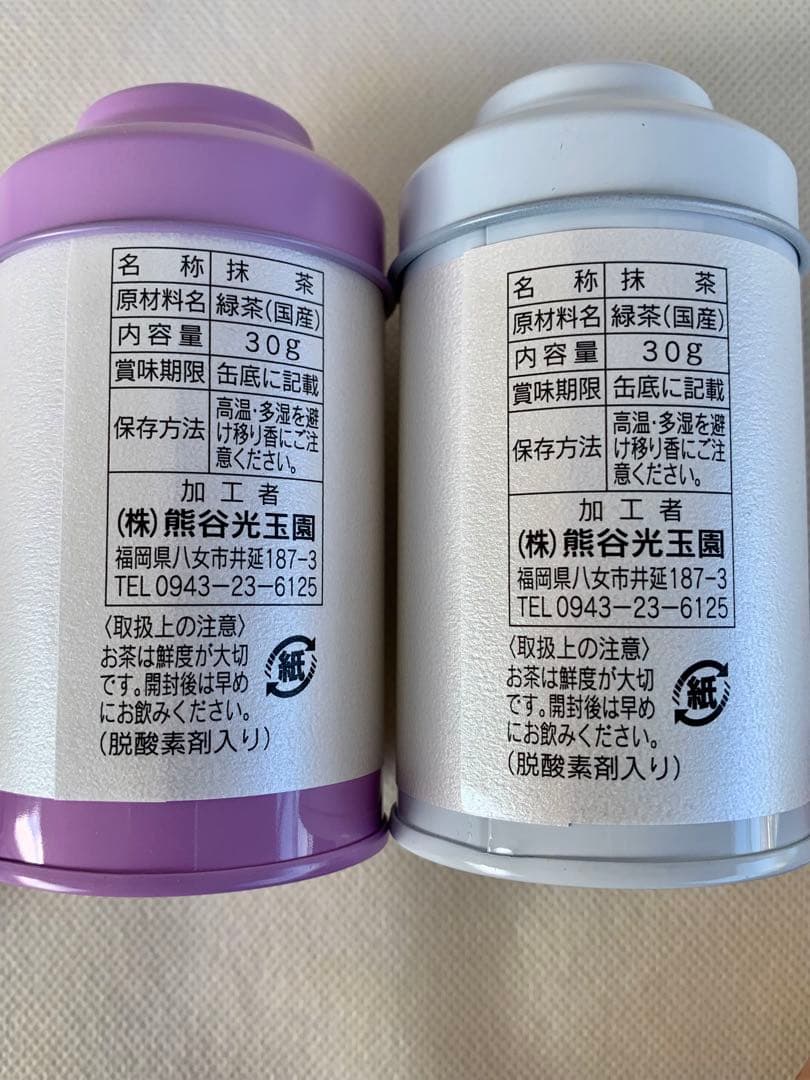 名称 抹茶
原材料名 緑茶(国産)
内容量 30g
賞味期限 缶底に記載
保存方法 高温・多湿を避
け移り香にご注
意ください。
加工者
(株)熊谷光玉園
福岡県八女市井延187-3
TEL 0943-23-6125
〈取扱上の注意〉
お茶は鮮度が大切
です。開封後は早め
にお飲みください。
(脱酸素剤入り)
紙
名称 抹茶
原材料名 緑茶(国産)
内容量 30g
賞味期限 缶底に記載
保存方法 高温・多湿を避
け移り香にご注
意ください。
加工者
(株)熊谷光玉園
福岡県八女市井延187-3
TEL 0943-23-6125
〈取扱上の注意〉
お茶は鮮度が大切
です。開封後は早め
にお飲みください。
(脱酸素剤入り)
紙